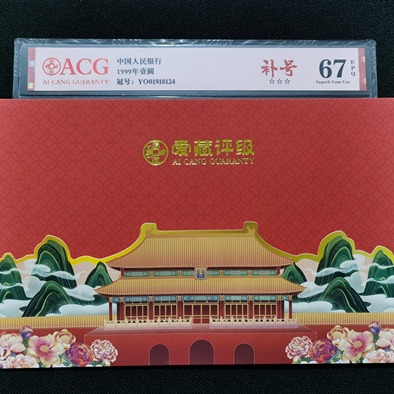 ACG
AI CANG GUARANTY
中国人民银行
1999年壹圆
冠号: YO01918124
补号
☆☆☆
67
EPQ
Superb Gem Unc
爱藏评级
AI CANG GUARANTY